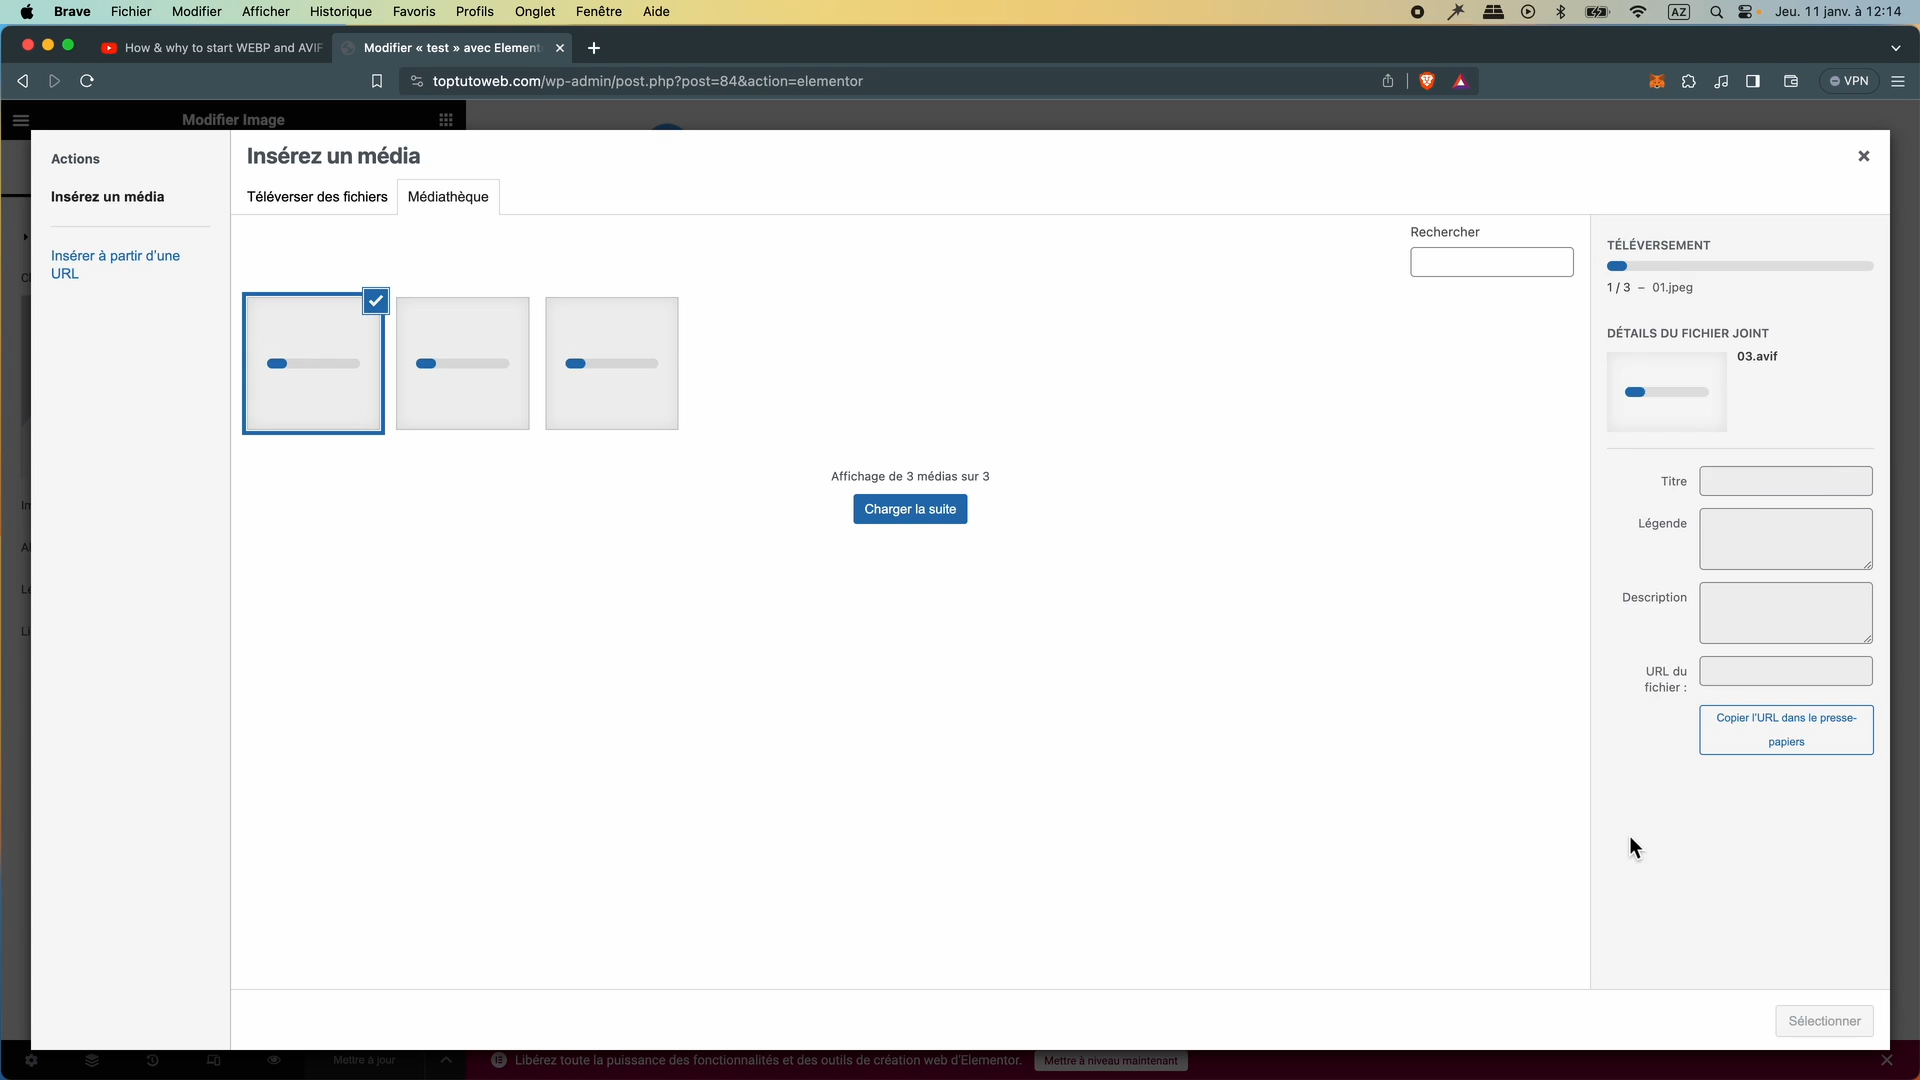 Brave Fichier Modifier Afficher Historique Favoris Profils Onglet Fenêtre Aide
AZ
Jeu. 11 janv. à 12:14
How & why to start WEBP and AVIF
Modifier « test » avec Element
toptutoweb.com/wp-admin/post.php?post=84&action=elementor
VPN
Modifier Image
Actions
Insérez un média
Insérer à partir d'une
URL
Insérez un média
Téléverser des fichiers
Médiathèque
Rechercher
Affichage de 3 médias sur 3
Charger la suite
TÉLÉVERSEMENT
1 / 3 – 01.jpeg
DÉTAILS DU FICHIER JOINT
03.avif
Titre
Légende
Description
URL du
fichier :
Copier l'URL dans le presse-
papiers
Sélectionner
Mettre à jour
Libérez toute la puissance des fonctionnalités et des outils de création web d'Elementor.
Mettre à niveau maintenant